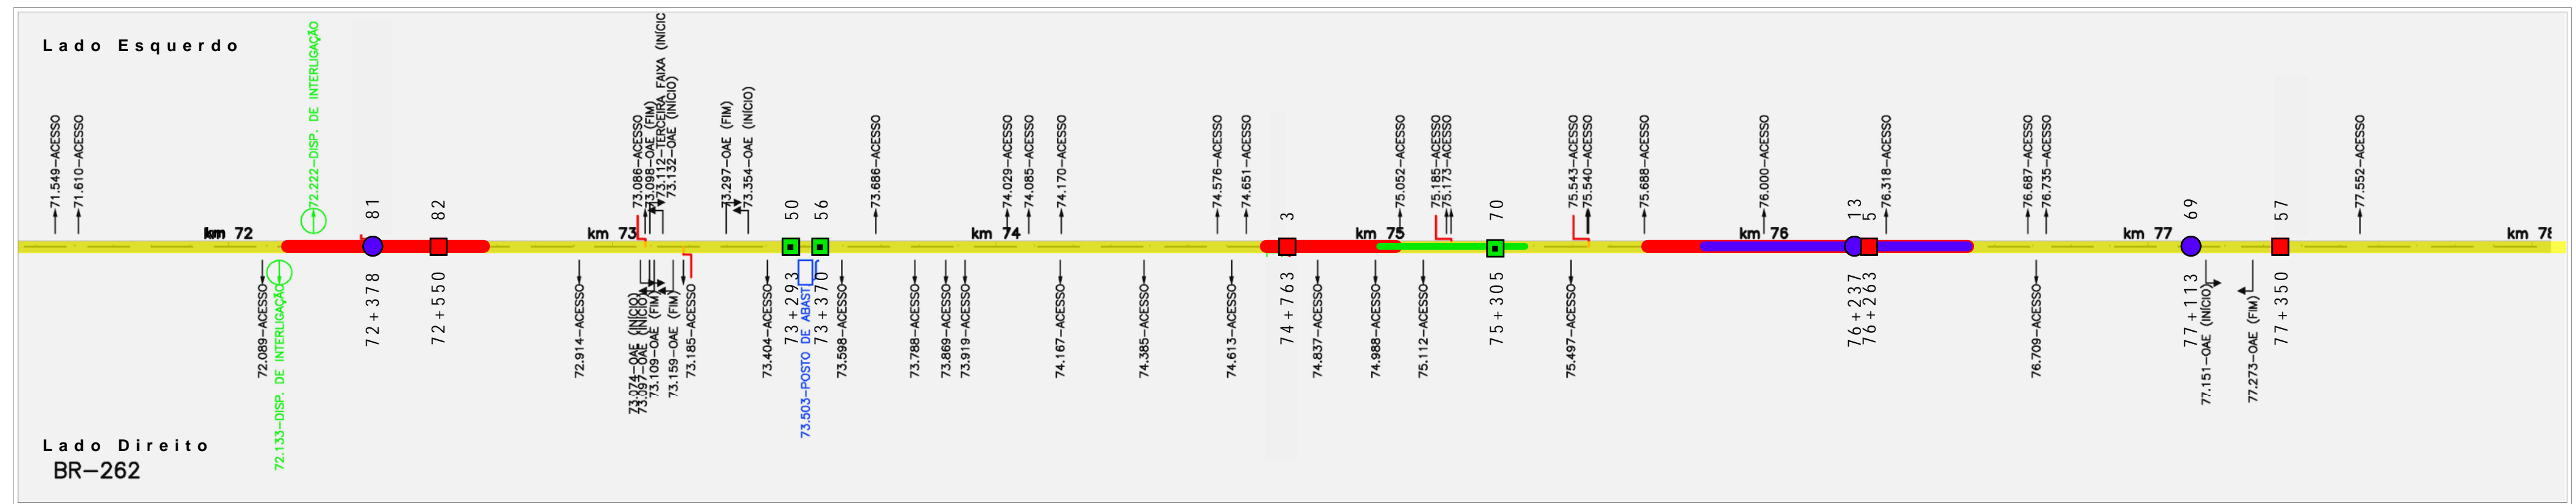 Lado Esquerdo
71.549-ACESSO
71.610-ACESSO
72.222-DISP. DE INTERLIGAÇÃO
81
82
73.086-ACESSO
73.098-OAE (FIM)
73.112-TERCEIRA FAIXA (INÍCIO
73.132-OAE (INÍCIO)
73.297-OAE (FIM)
73.354-OAE (INÍCIO)
50
56
73.686-ACESSO
74.029-ACESSO
74.085-ACESSO
74.170-ACESSO
74.576-ACESSO
74.651-ACESSO
3
75.052-ACESSO
75.185-ACESSO
75.173-ACESSO
70
75.543-ACESSO
75.540-ACESSO
75.688-ACESSO
76.000-ACESSO
13
5
76.318-ACESSO
76.687-ACESSO
76.735-ACESSO
69
57
77.552-ACESSO
km 72
km 73
km 74
km 75
km 76
km 77
km 78
72.089-ACESSO
72.133-DISP. DE INTERLIGAÇÃO
72+378
72+550
72.914-ACESSO
73.074-OAE (INÍCIO)
73.097-OAE (INÍCIO)
73.109-OAE (FIM)
73.159-OAE (FIM)
73.185-ACESSO
73.404-ACESSO
73+293
73.503-POSTO DE ABAST
73+370
73.598-ACESSO
73.788-ACESSO
73.869-ACESSO
73.919-ACESSO
74.167-ACESSO
74.385-ACESSO
74.613-ACESSO
74+763
74.837-ACESSO
74.988-ACESSO
75.112-ACESSO
75+305
75.497-ACESSO
76+237
76+263
76.709-ACESSO
77+113
77.151-OAE (INÍCIO)
77.273-OAE (FIM)
77+350
Lado Direito
BR-262